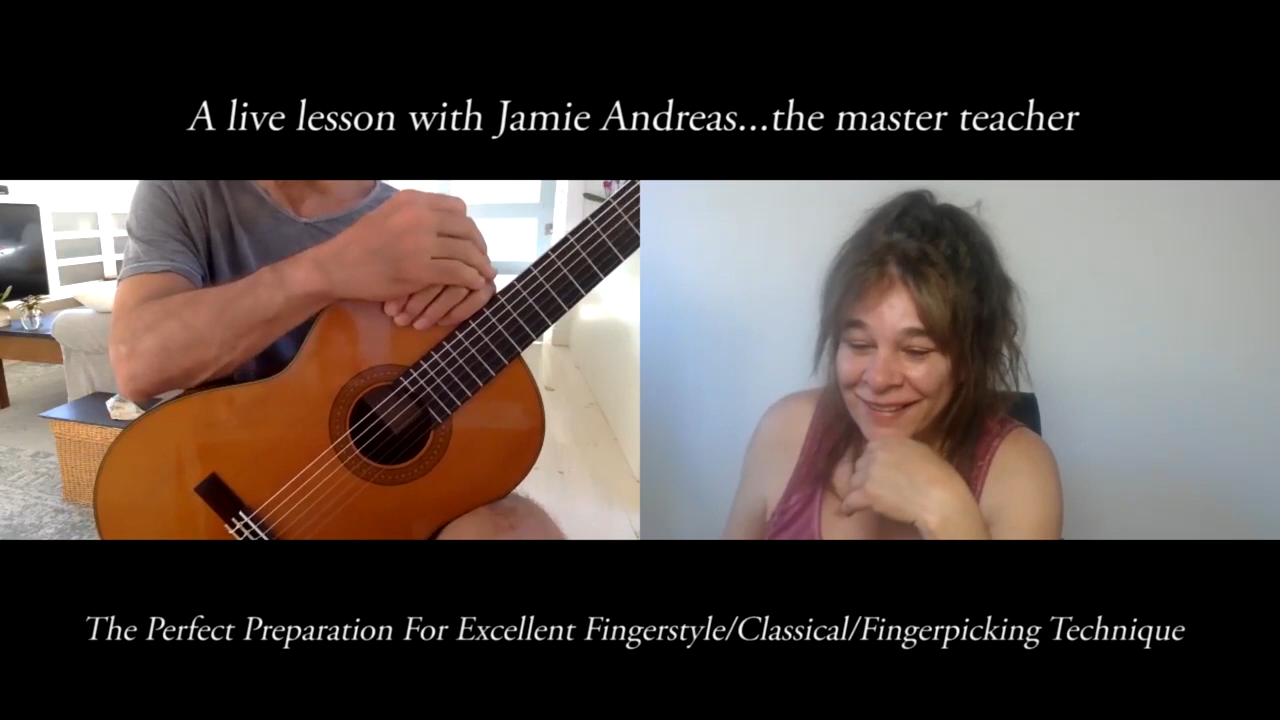 A live lesson with Jamie Andreas...the master teacher
The Perfect Preparation For Excellent Fingerstyle/Classical/Fingerpicking Technique